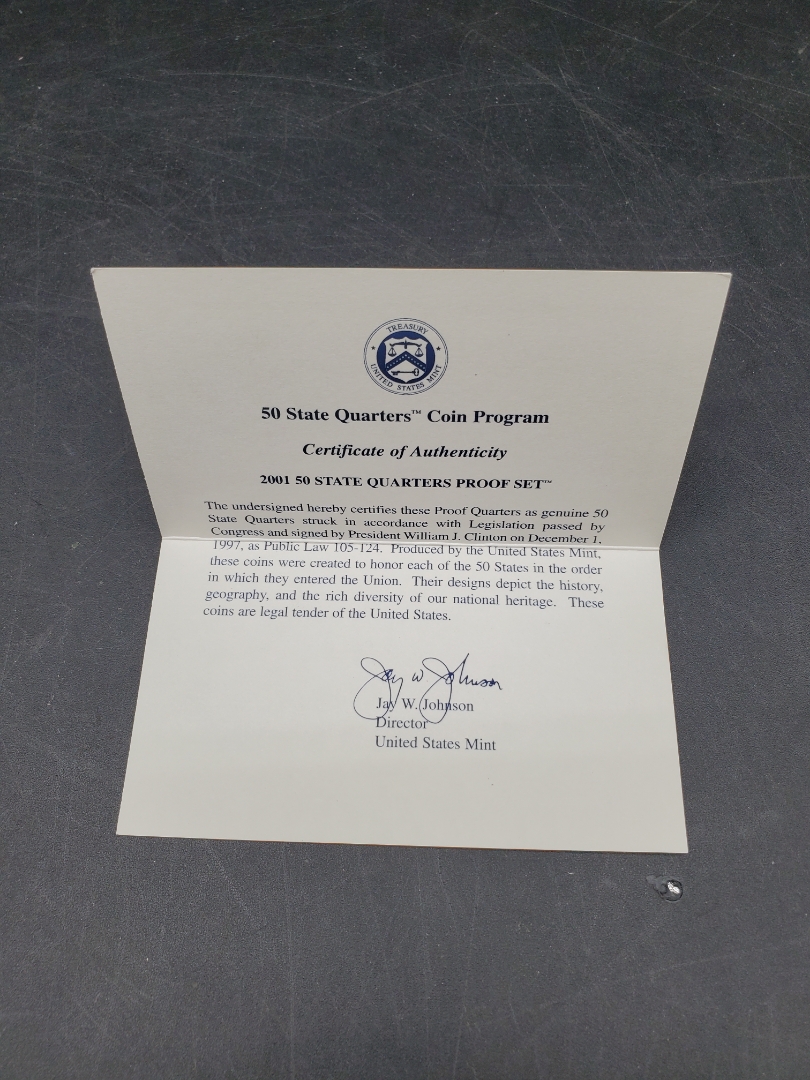 TREASURY
UNITED STATES MINT
50 State Quarters™ Coin Program
Certificate of Authenticity
2001 50 STATE QUARTERS PROOF SET™
The undersigned hereby certifies these Proof Quarters as genuine 50
State Quarters struck in accordance with Legislation passed by
Congress and signed by President William J. Clinton on December 1,
1997, as Public Law 105-124. Produced by the United States Mint,
these coins were created to honor each of the 50 States in the order
in which they entered the Union. Their designs depict the history,
geography, and the rich diversity of our national heritage. These
coins are legal tender of the United States.
Jay W. Johnson
Jay W. Johnson
Director
United States Mint